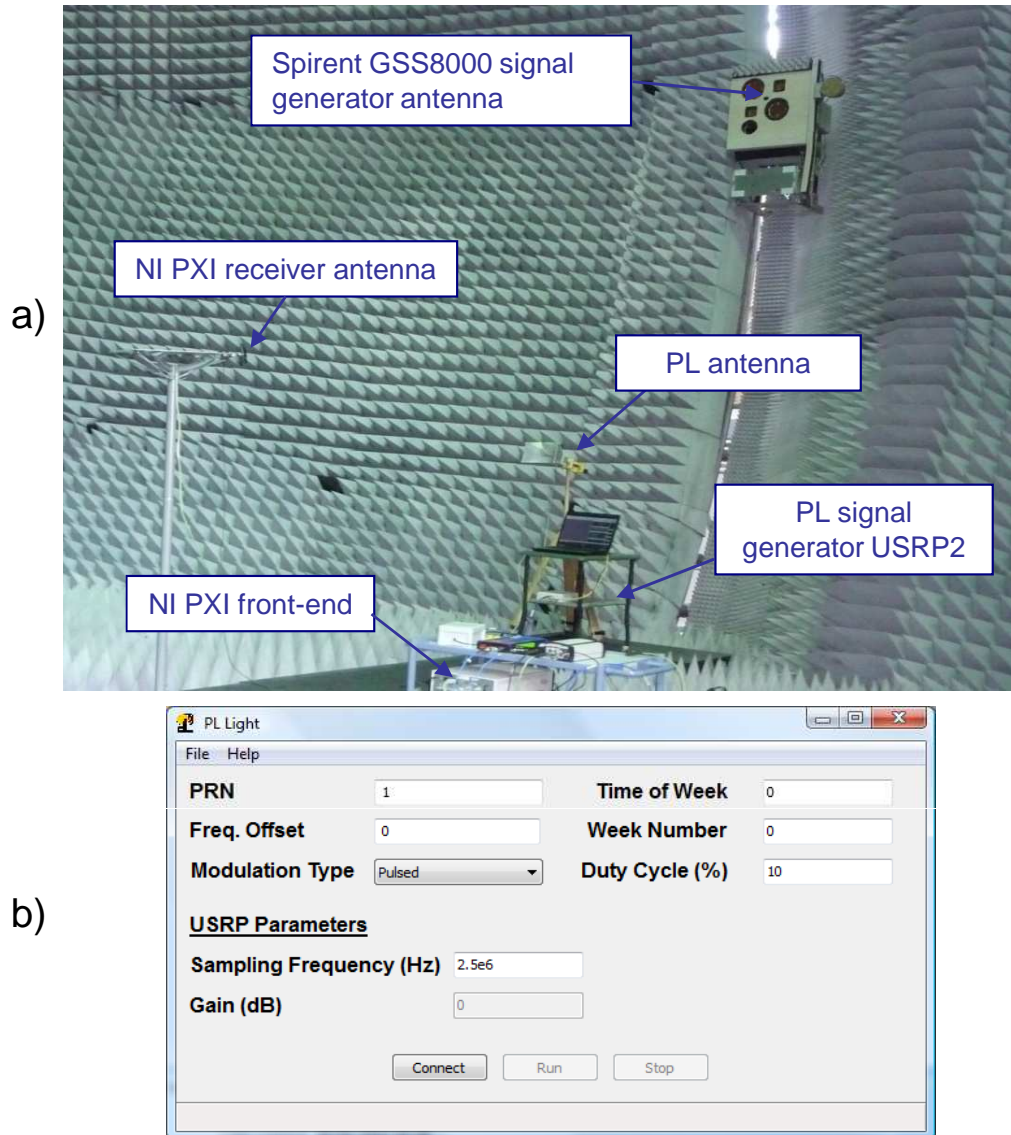 a)
Spirent GSS8000 signal
generator antenna
NI PXI receiver antenna
PL antenna
PL signal
generator USRP2
NI PXI front-end
b)
PL Light
File Help
PRN 1 Time of Week 0
Freq. Offset 0 Week Number 0
Modulation Type Pulsed Duty Cycle (%) 10
USRP Parameters
Sampling Frequency (Hz) 2.5e6
Gain (dB) 0
Connect Run Stop